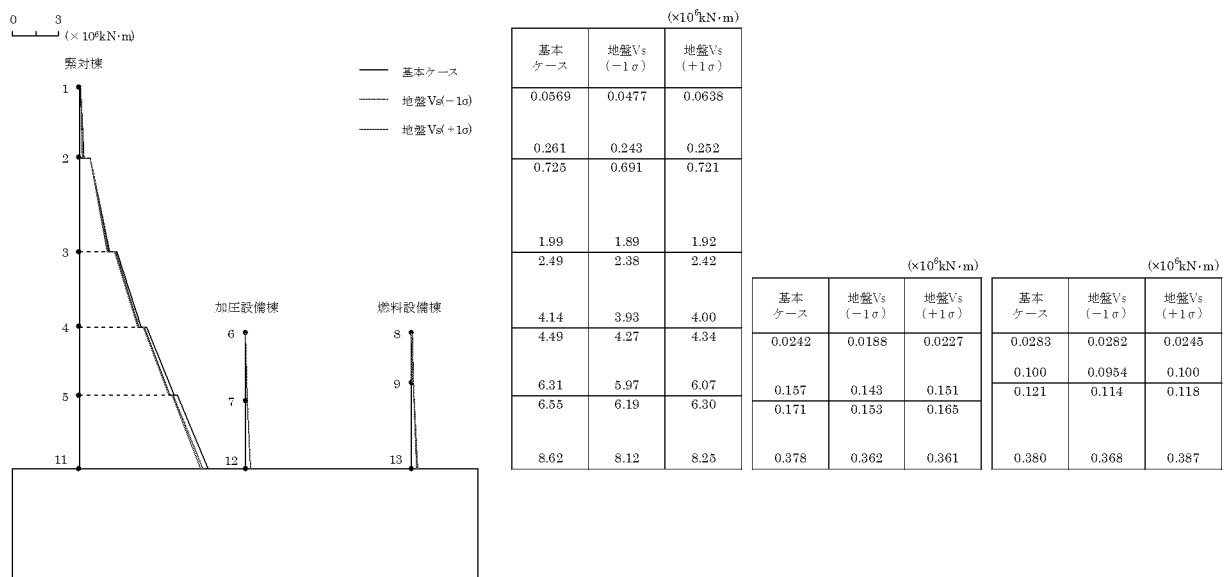 0 3
(×10⁶kN·m)
緊対棟
1
2
3
4
5
11
基本ケース
地盤Vs(-1σ)
地盤Vs(+1σ)
加圧設備棟
6
7
12
燃料設備棟
8
9
13
(×10⁶kN·m)
基本ケース 地盤Vs(-1σ) 地盤Vs(+1σ)
0.0569 0.0477 0.0638
0.261 0.243 0.252
0.725 0.691 0.721
1.99 1.89 1.92
2.49 2.38 2.42
4.14 3.93 4.00
4.49 4.27 4.34
6.31 5.97 6.07
6.55 6.19 6.30
8.62 8.12 8.25
(×10⁶kN·m)
基本ケース 地盤Vs(-1σ) 地盤Vs(+1σ)
0.0242 0.0188 0.0227
0.157 0.143 0.151
0.171 0.153 0.165
0.378 0.362 0.361
(×10⁶kN·m)
基本ケース 地盤Vs(-1σ) 地盤Vs(+1σ)
0.0283 0.0282 0.0245
0.100 0.0954 0.100
0.121 0.114 0.118
0.380 0.368 0.387